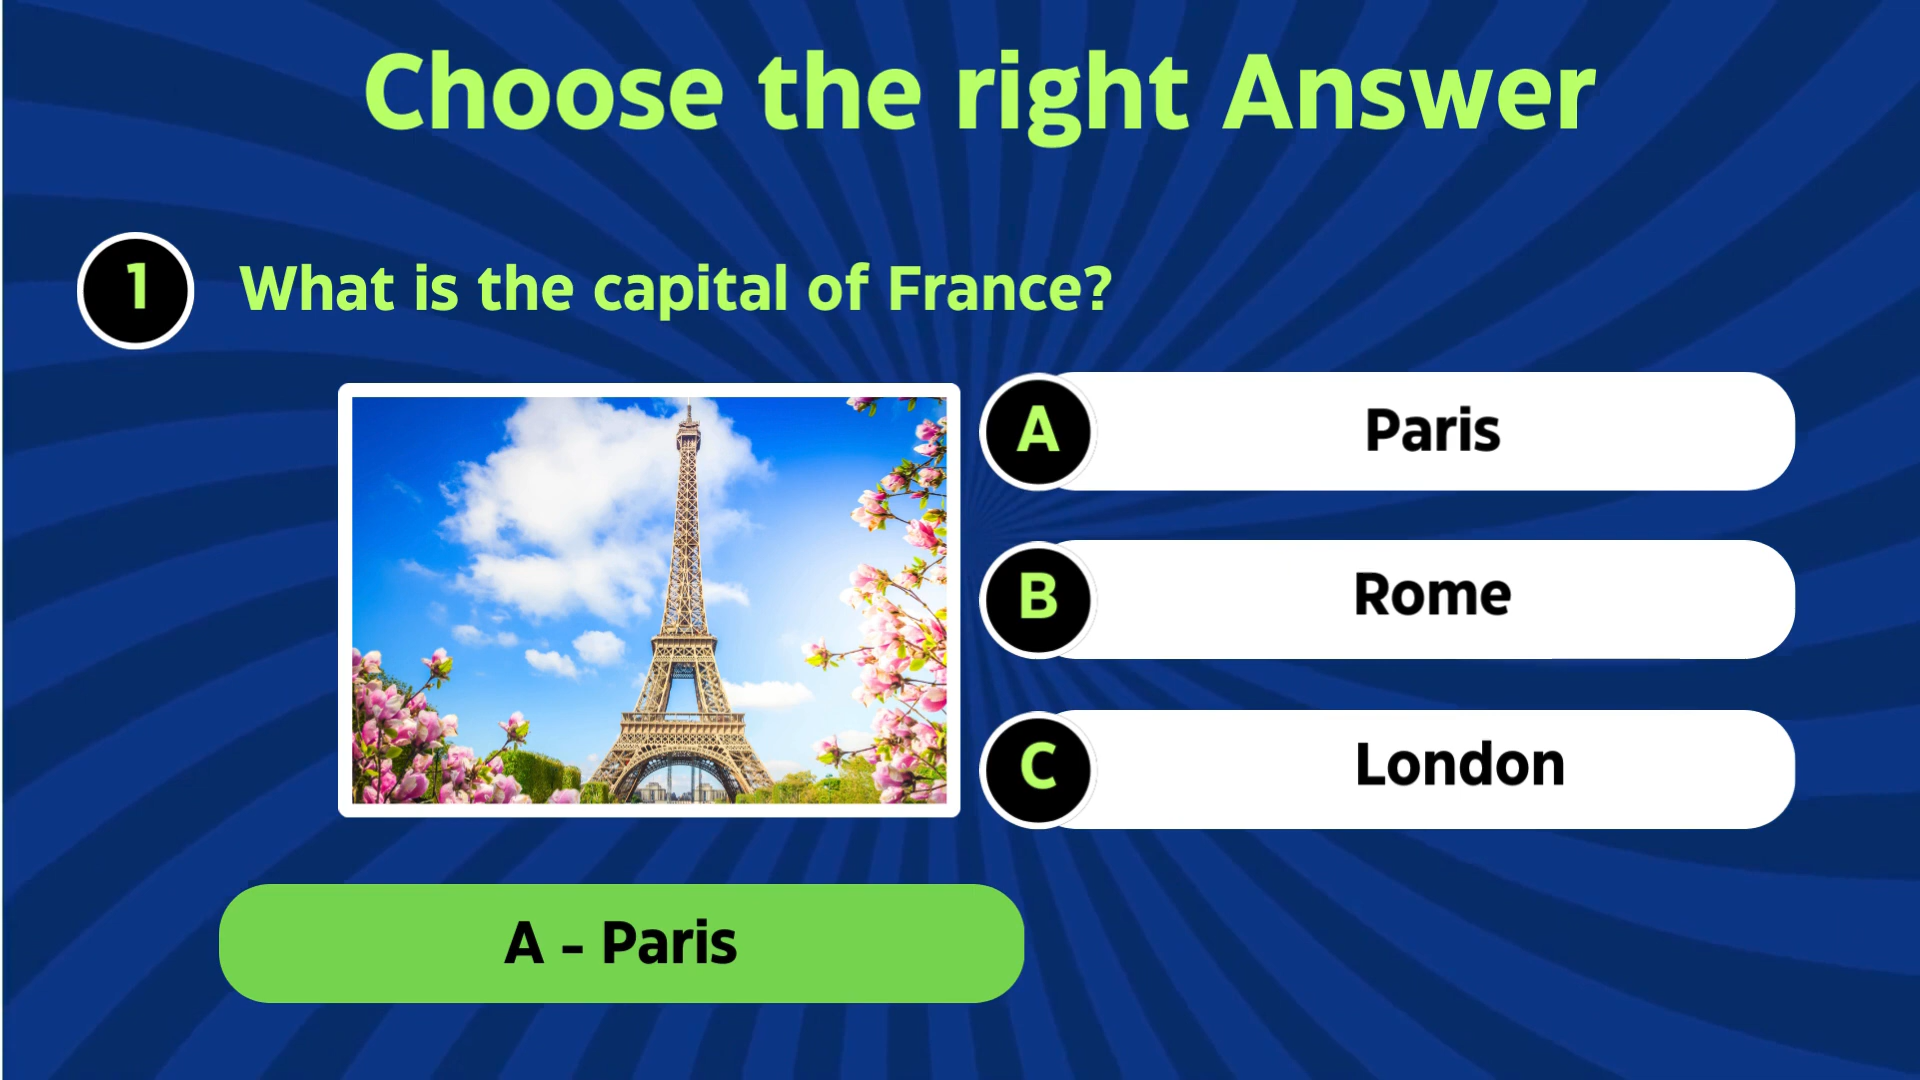 Choose the right Answer
1 What is the capital of France?
A Paris
B Rome
C London
A - Paris